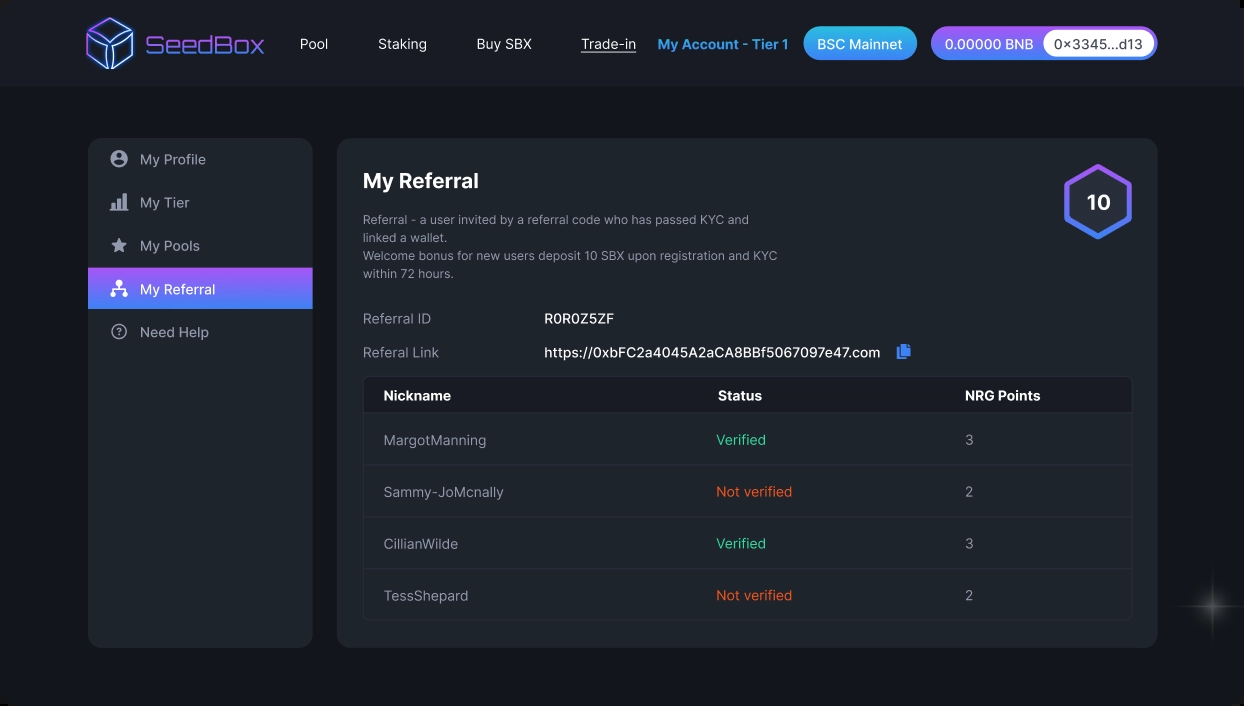 SeedBox
Pool
Staking
Buy SBX
Trade-in
My Account - Tier 1
BSC Mainnet
0.00000 BNB
0x3345...d13
My Profile
My Tier
My Pools
My Referral
Need Help
My Referral
10
Referral - a user invited by a referral code who has passed KYC and
linked a wallet.
Welcome bonus for new users deposit 10 SBX upon registration and KYC
within 72 hours.
Referral ID R0R0Z5ZF
Referal Link https://0xbFC2a4045A2aCA8BBf5067097e47.com
Nickname Status NRG Points
MargotManning Verified 3
Sammy-JoMcnally Not verified 2
CillianWilde Verified 3
TessShepard Not verified 2